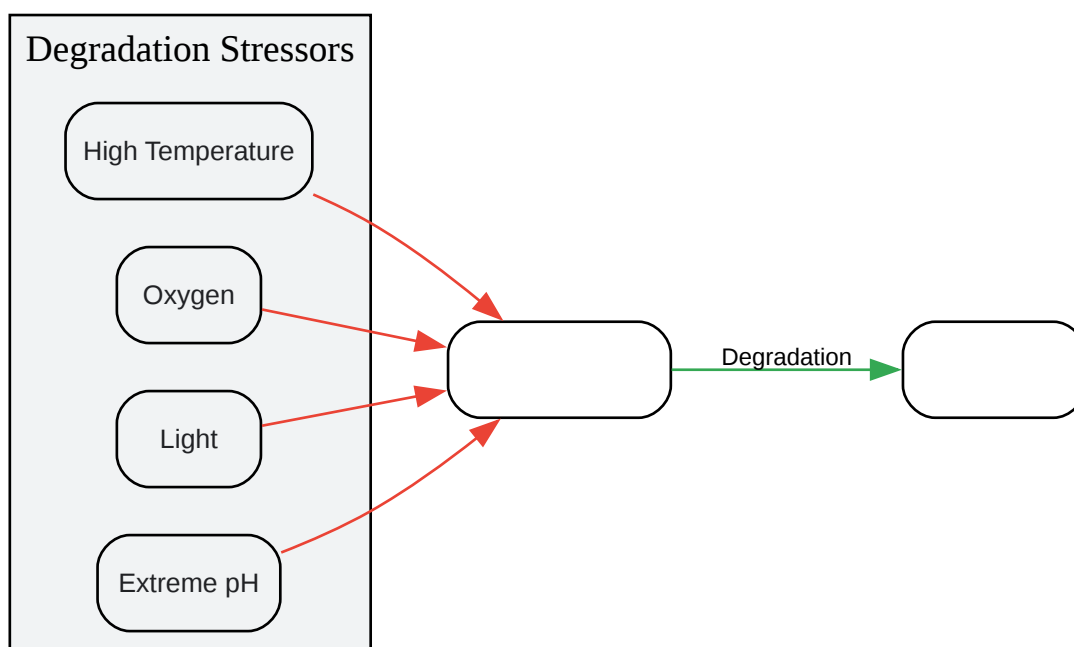 Degradation Stressors
High Temperature
Oxygen
Degradation
Light
Extreme pH